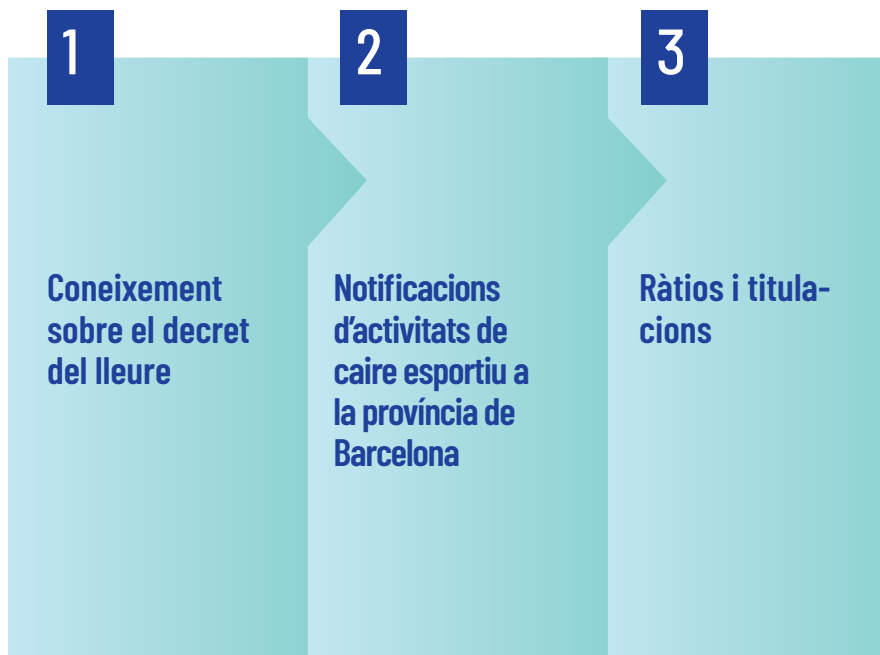 1
Coneixement
sobre el decret
del lleure
2
Notificacions
d’activitats de
caire esportiu a
la província de
Barcelona
3
Ràtios i titula-
cions